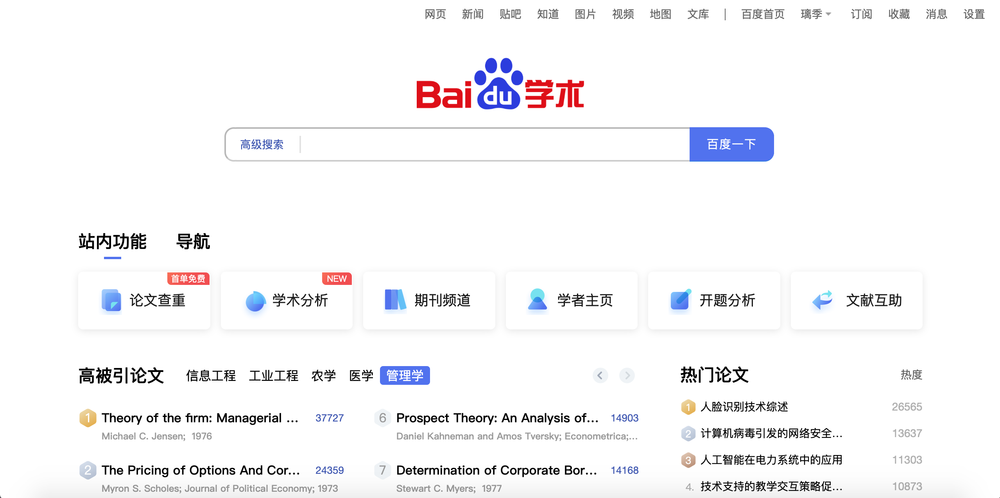 网页 新闻 贴吧 知道 图片 视频 地图 文库 | 百度首页 璃季 订阅 收藏 消息 设置
Baidu学术
高级搜索 百度一下
站内功能 导航
首单免费 NEW
论文查重 学术分析 期刊频道 学者主页 开题分析 文献互助
高被引论文 信息工程 工业工程 农学 医学 管理学
1 Theory of the firm: Managerial ... 37727
Michael C. Jensen; 1976
2 The Pricing of Options And Cor... 24359
Myron S. Scholes; Journal of Political Economy; 1973
6 Prospect Theory: An Analysis of... 14903
Daniel Kahneman and Amos Tversky; Econometrica;...
7 Determination of Corporate Bor... 14168
Stewart C. Myers; 1977
热门论文 热度
1 人脸识别技术综述 26565
2 计算机病毒引发的网络安全... 13637
3 人工智能在电力系统中的应用 11303
4. 技术支持的教学交互策略促... 10873